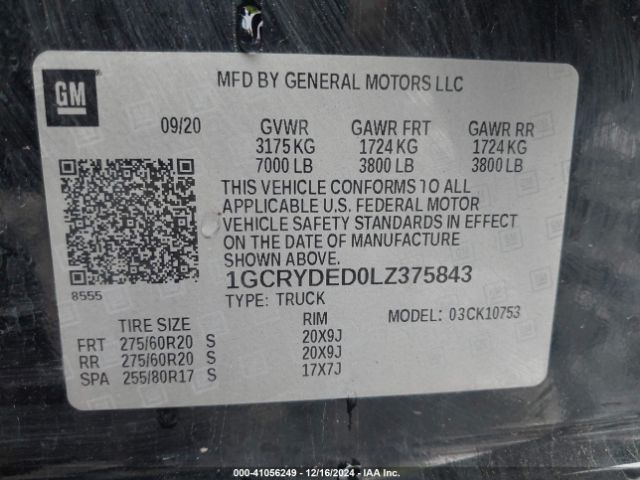 GM
MFD BY GENERAL MOTORS LLC
09/20 GVWR GAWR FRT GAWR RR
3175 KG 1724 KG 1724 KG
7000 LB 3800 LB 3800 LB
THIS VEHICLE CONFORMS TO ALL
APPLICABLE U.S. FEDERAL MOTOR
VEHICLE SAFETY STANDARDS IN EFFECT
ON THE DATE OF MANUFACTURE
SHOWN ABOVE.
8555
1GCRYDED0LZ375843
TYPE: TRUCK
MODEL: 03CK10753
TIRE SIZE RIM
FRT 275/60R20 S 20X9J
RR 275/60R20 S 20X9J
SPA 255/80R17 S 17X7J
000-41056249 - 12/16/2024 - IAA Inc.